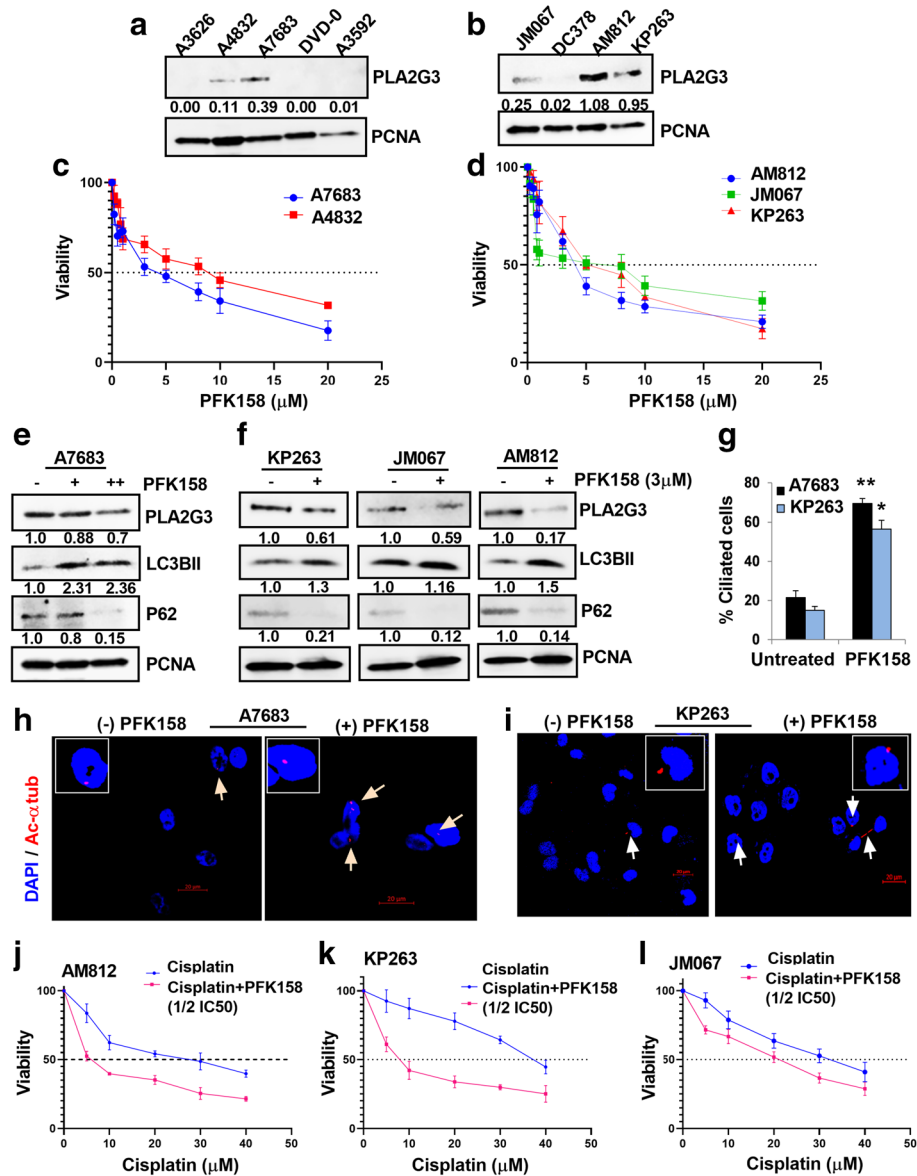 a
A3626 A4832 A7683 DVD-0 A3592
PLA2G3
0.00 0.11 0.39 0.00 0.01
PCNA
b
JM067 DC378 AM812 KP263
PLA2G3
0.25 0.02 1.08 0.95
PCNA
c
A7683
A4832
Viability
100
50
0
0 5 10 15 20 25
PFK158 (μM)
d
AM812
JM067
KP263
Viability
100
50
0
0 5 10 15 20 25
PFK158 (μM)
e
A7683
- + ++ PFK158
PLA2G3
1.0 0.88 0.7
LC3BII
1.0 2.31 2.36
P62
1.0 0.8 0.15
PCNA
f
KP263 JM067 AM812
- + - + - + PFK158 (3μM)
PLA2G3
1.0 0.61 1.0 0.59 1.0 0.17
LC3BII
1.0 1.3 1.0 1.16 1.0 1.5
P62
1.0 0.21 1.0 0.12 1.0 0.14
PCNA
g
A7683
KP263
**
*
% Ciliated cells
80
60
40
20
0
Untreated PFK158
h
(-) PFK158 A7683 (+) PFK158
DAPI / Ac-αtub
20 μm
20 μm
i
(-) PFK158 KP263 (+) PFK158
20 μm
20 μm
j
AM812
Cisplatin
Cisplatin+PFK158
(1/2 IC50)
Viability
100
50
0
0 10 20 30 40 50
Cisplatin (μM)
k
KP263
Cisplatin
Cisplatin+PFK158
(1/2 IC50)
Viability
100
50
0
0 10 20 30 40 50
Cisplatin (μM)
l
JM067
Cisplatin
Cisplatin+PFK158
(1/2 IC50)
Viability
100
50
0
0 10 20 30 40 50
Cisplatin (μM)